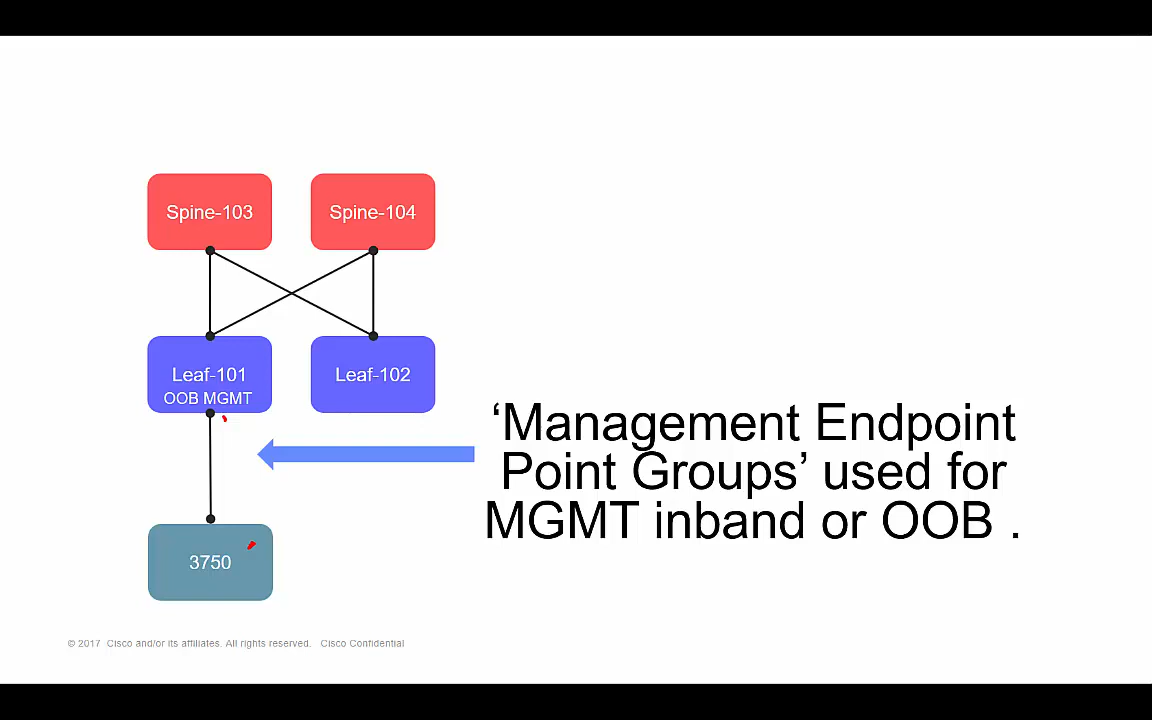 Spine-103
Spine-104
Leaf-101
OOB MGMT
Leaf-102
‘Management Endpoint
Point Groups’ used for
MGMT inband or OOB .
3750
© 2017 Cisco and/or its affiliates. All rights reserved. Cisco Confidential